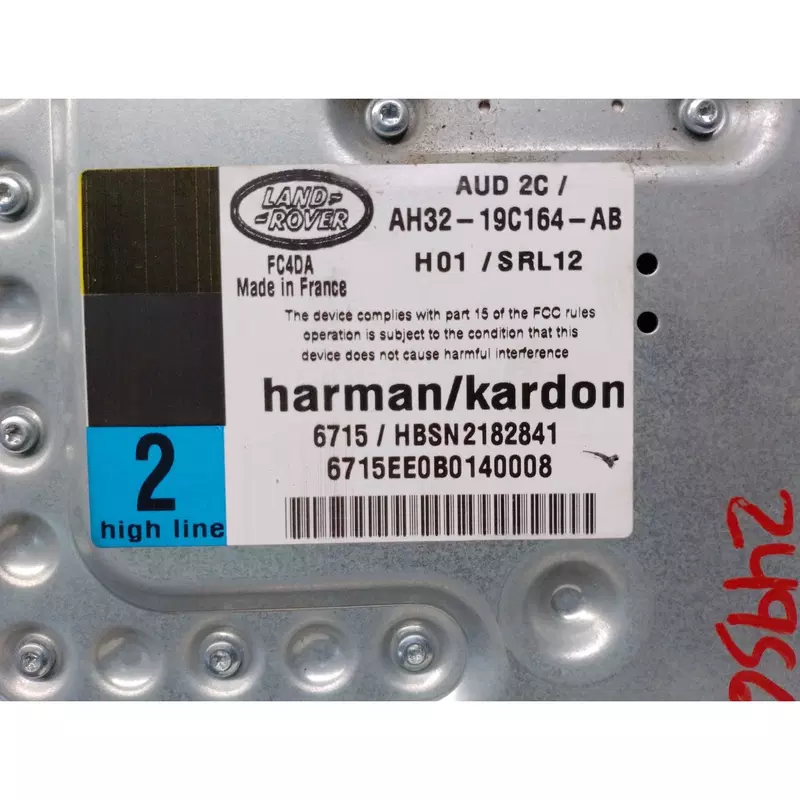 LAND-
-ROVER
AUD 2C /
AH32-19C164-AB
FC4DA
H01 / SRL12
Made in France
The device complies with part 15 of the FCC rules
operation is subject to the condition that this
device does not cause harmful interference
harman/kardon
6715 / HBSN2182841
6715EE0B0140008
2
high line